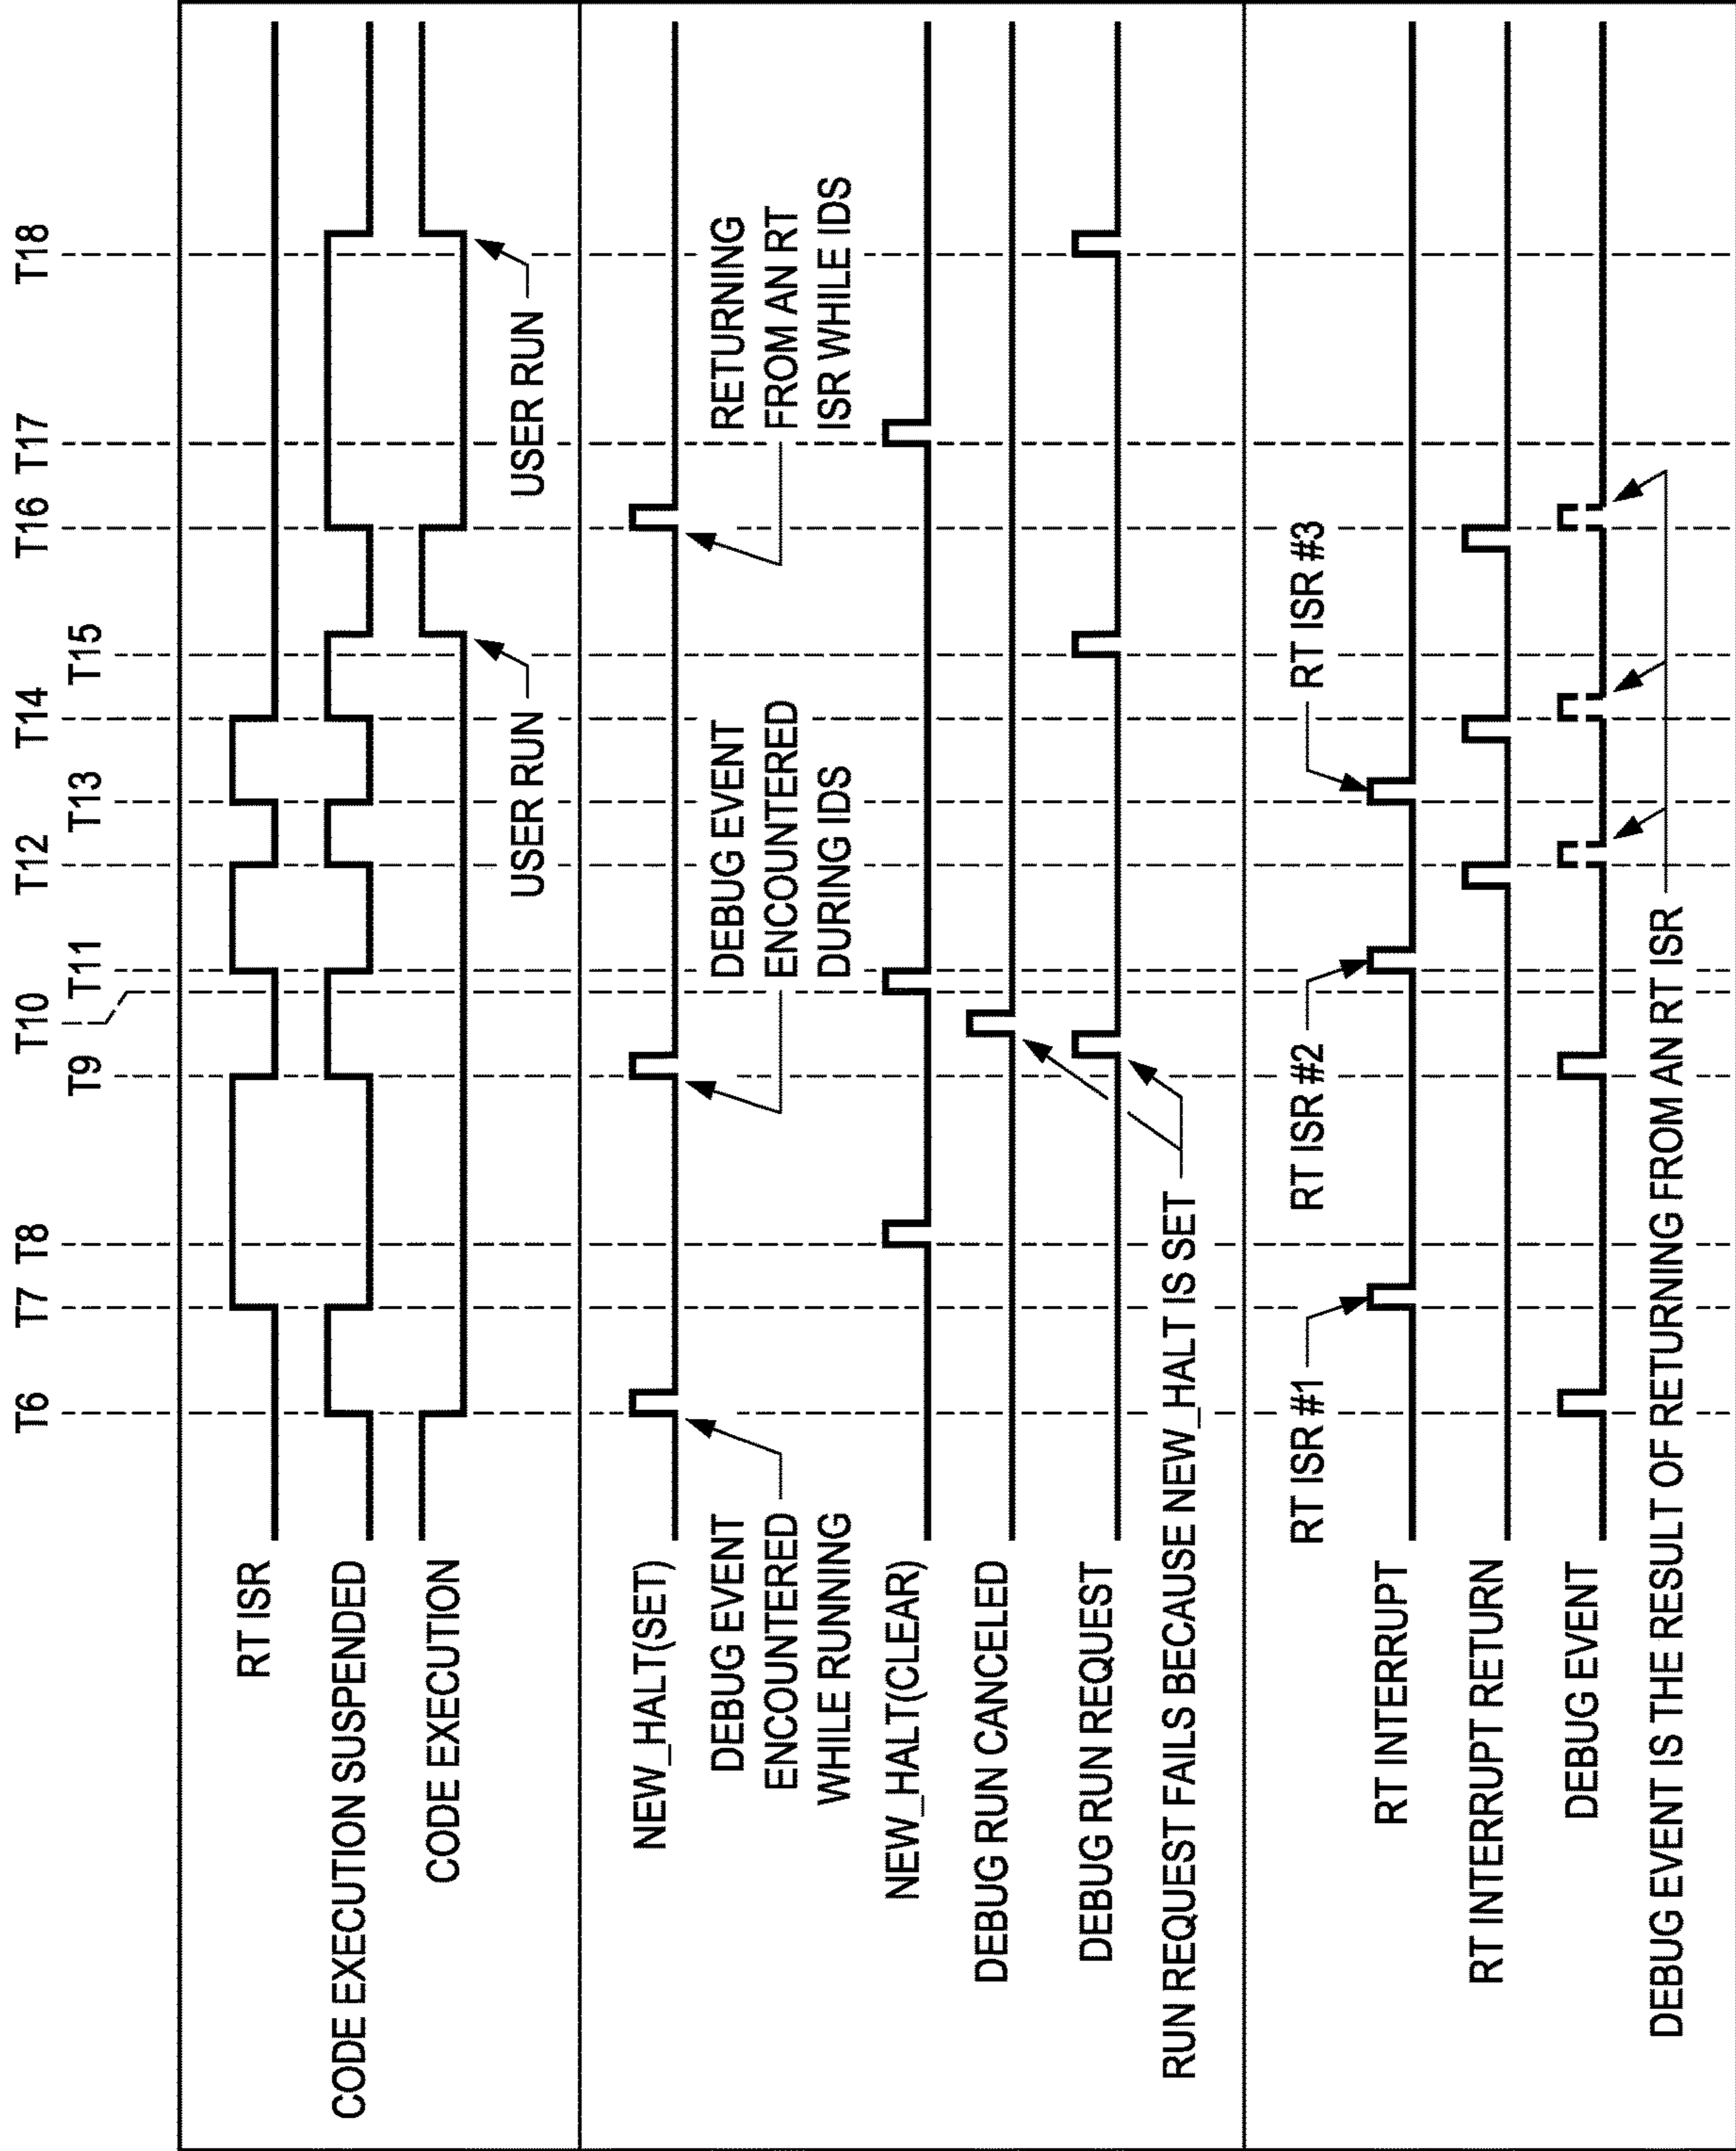 T6
T7
T8
T9
T10
T11
T12
T13
T14
T15
T16
T17
T18
RT ISR
CODE EXECUTION SUSPENDED
CODE EXECUTION
USER RUN
USER RUN
NEW_HALT(SET)
DEBUG EVENT
ENCOUNTERED
WHILE RUNNING
DEBUG EVENT
ENCOUNTERED
DURING IDS
RETURNING
FROM AN RT
ISR WHILE IDS
NEW_HALT(CLEAR)
DEBUG RUN CANCELED
DEBUG RUN REQUEST
RUN REQUEST FAILS BECAUSE NEW_HALT IS SET
RT ISR #1
RT ISR #2
RT ISR #3
RT INTERRUPT
RT INTERRUPT RETURN
DEBUG EVENT
DEBUG EVENT IS THE RESULT OF RETURNING FROM AN RT ISR